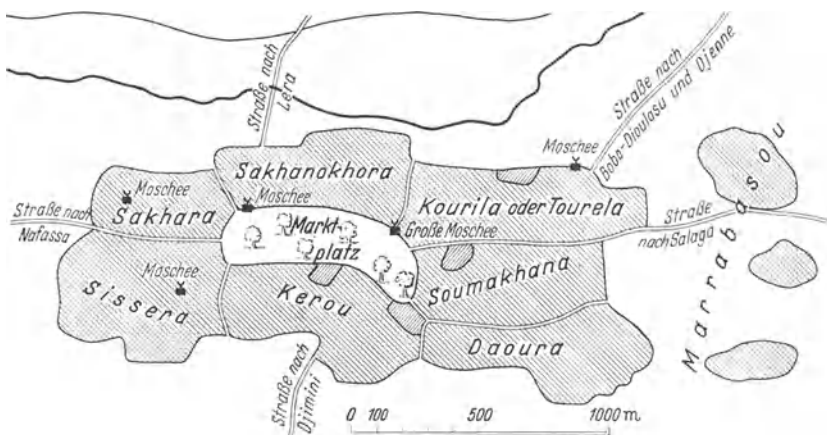 Straße nach
Lera
Straße nach
Bobo-Dioulasu und Djenne
Moschee
Sakhanokhora
Moschee
Sakhara
Moschee
Kourila oder Tourela
Marrabasou
Straße nach
Nafassa
Markt-
platz
Große Moschee
Straße
nach Salaga
Moschee
Sissera
Kerou
Soumakhana
Daoura
Straße nach
Djimini
0 100 500 1000 m